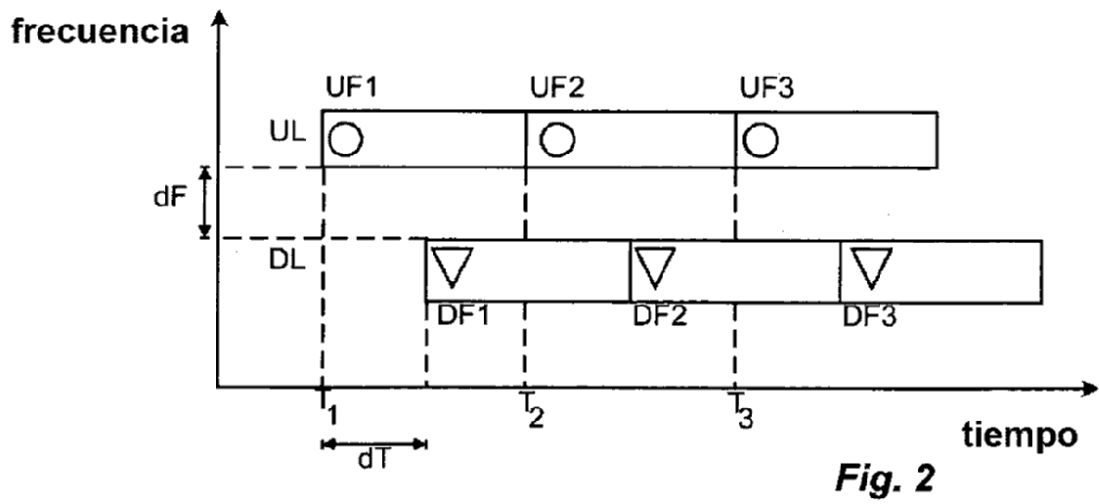 frecuencia
UF1 UF2 UF3
UL
dF
DL
DF1 DF2 DF3
T1 T2 T3
dT
tiempo
Fig. 2